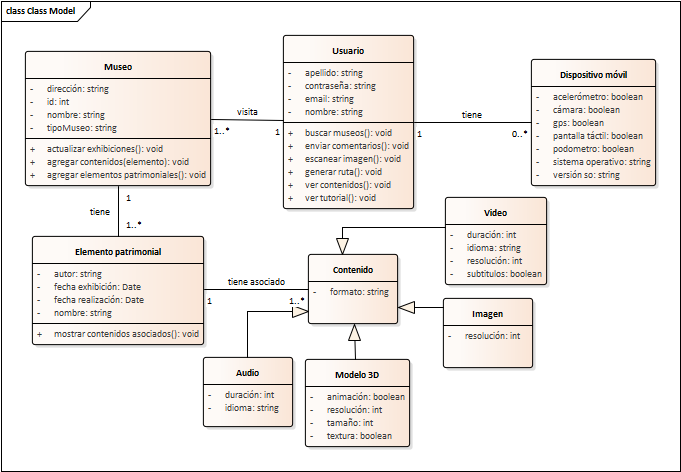 class Class Model
Museo
- dirección: string
- id: int
- nombre: string
- tipoMuseo: string
+ actualizar exhibiciones(): void
+ agregar contenidos(elemento): void
+ agregar elementos patrimoniales(): void
visita
1..*
1
Usuario
- apellido: string
- contraseña: string
- email: string
- nombre: string
+ buscar museos(): void
+ enviar comentarios(): void
+ escanear imagen(): void
+ generar ruta(): void
+ ver contenidos(): void
+ ver tutorial(): void
tiene
1
0..*
Dispositivo móvil
- acelerómetro: boolean
- cámara: boolean
- gps: boolean
- pantalla táctil: boolean
- podometro: boolean
- sistema operativo: string
- versión so: string
1
tiene
1..*
Elemento patrimonial
- autor: string
- fecha exhibición: Date
- fecha realización: Date
- nombre: string
+ mostrar contenidos asociados(): void
tiene asociado
1
1..*
Contenido
- formato: string
Video
- duración: int
- idioma: string
- resolución: int
- subtitulos: boolean
Imagen
- resolución: int
Audio
- duración: int
- idioma: string
Modelo 3D
- animación: boolean
- resolución: int
- tamaño: int
- textura: boolean